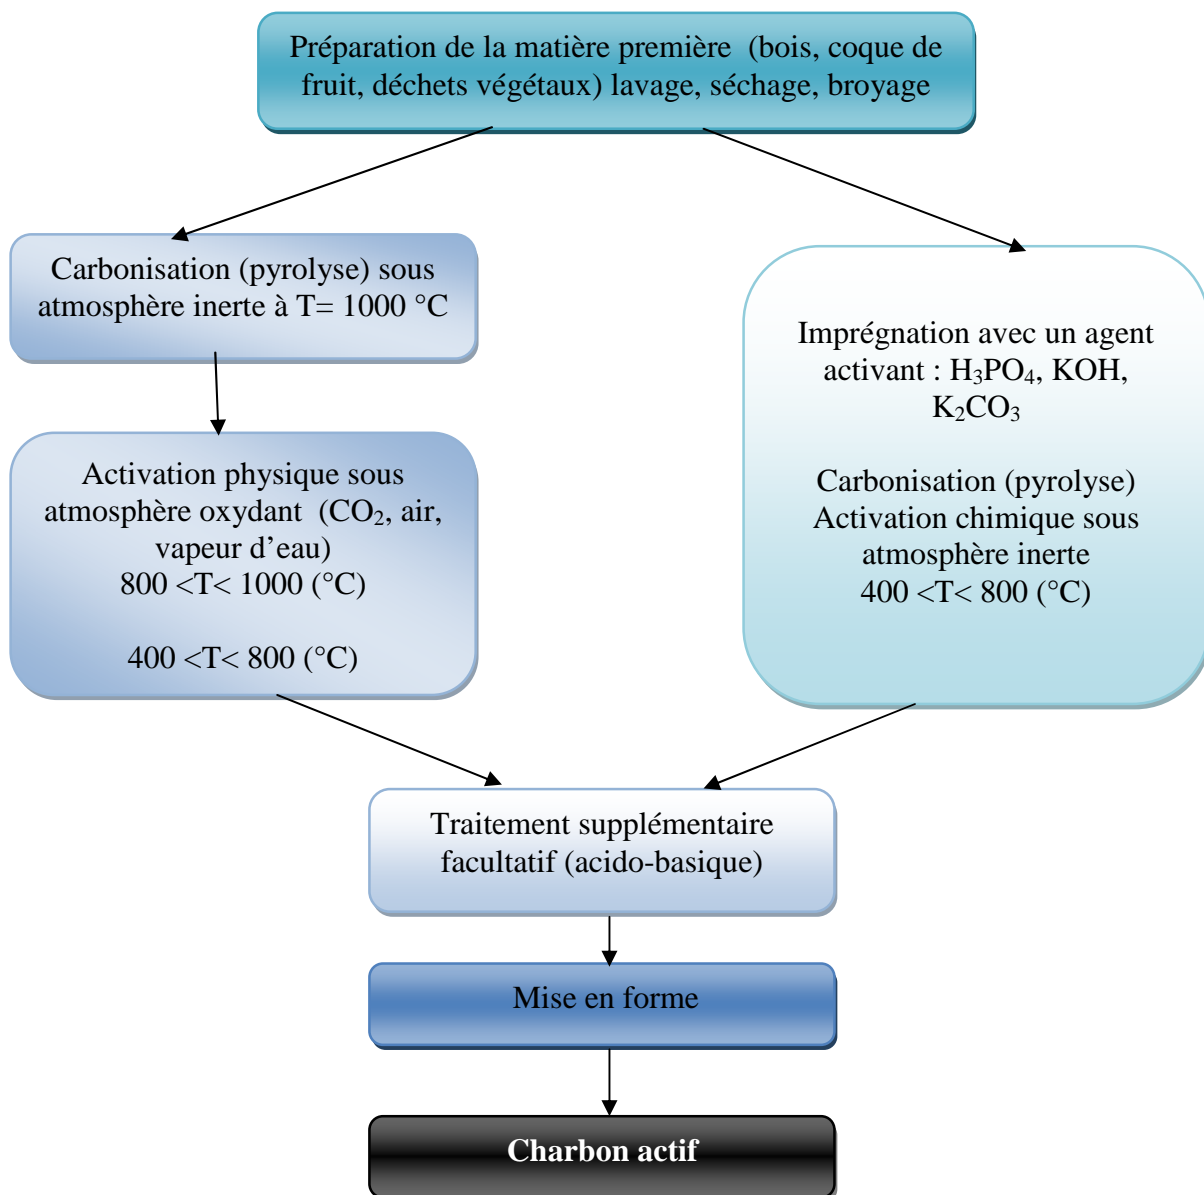 Préparation de la matière première  (bois, coque de
fruit, déchets végétaux) lavage, séchage, broyage
Carbonisation (pyrolyse) sous
atmosphère inerte à T= 1000 °C
Activation physique sous
atmosphère oxydant  (CO₂, air,
vapeur d’eau)
800 <T< 1000 (°C)
400 <T< 800 (°C)
Imprégnation avec un agent
activant : H₃PO₄, KOH,
K₂CO₃
Carbonisation (pyrolyse)
Activation chimique sous
atmosphère inerte
400 <T< 800 (°C)
Traitement supplémentaire
facultatif (acido-basique)
Mise en forme
Charbon actif